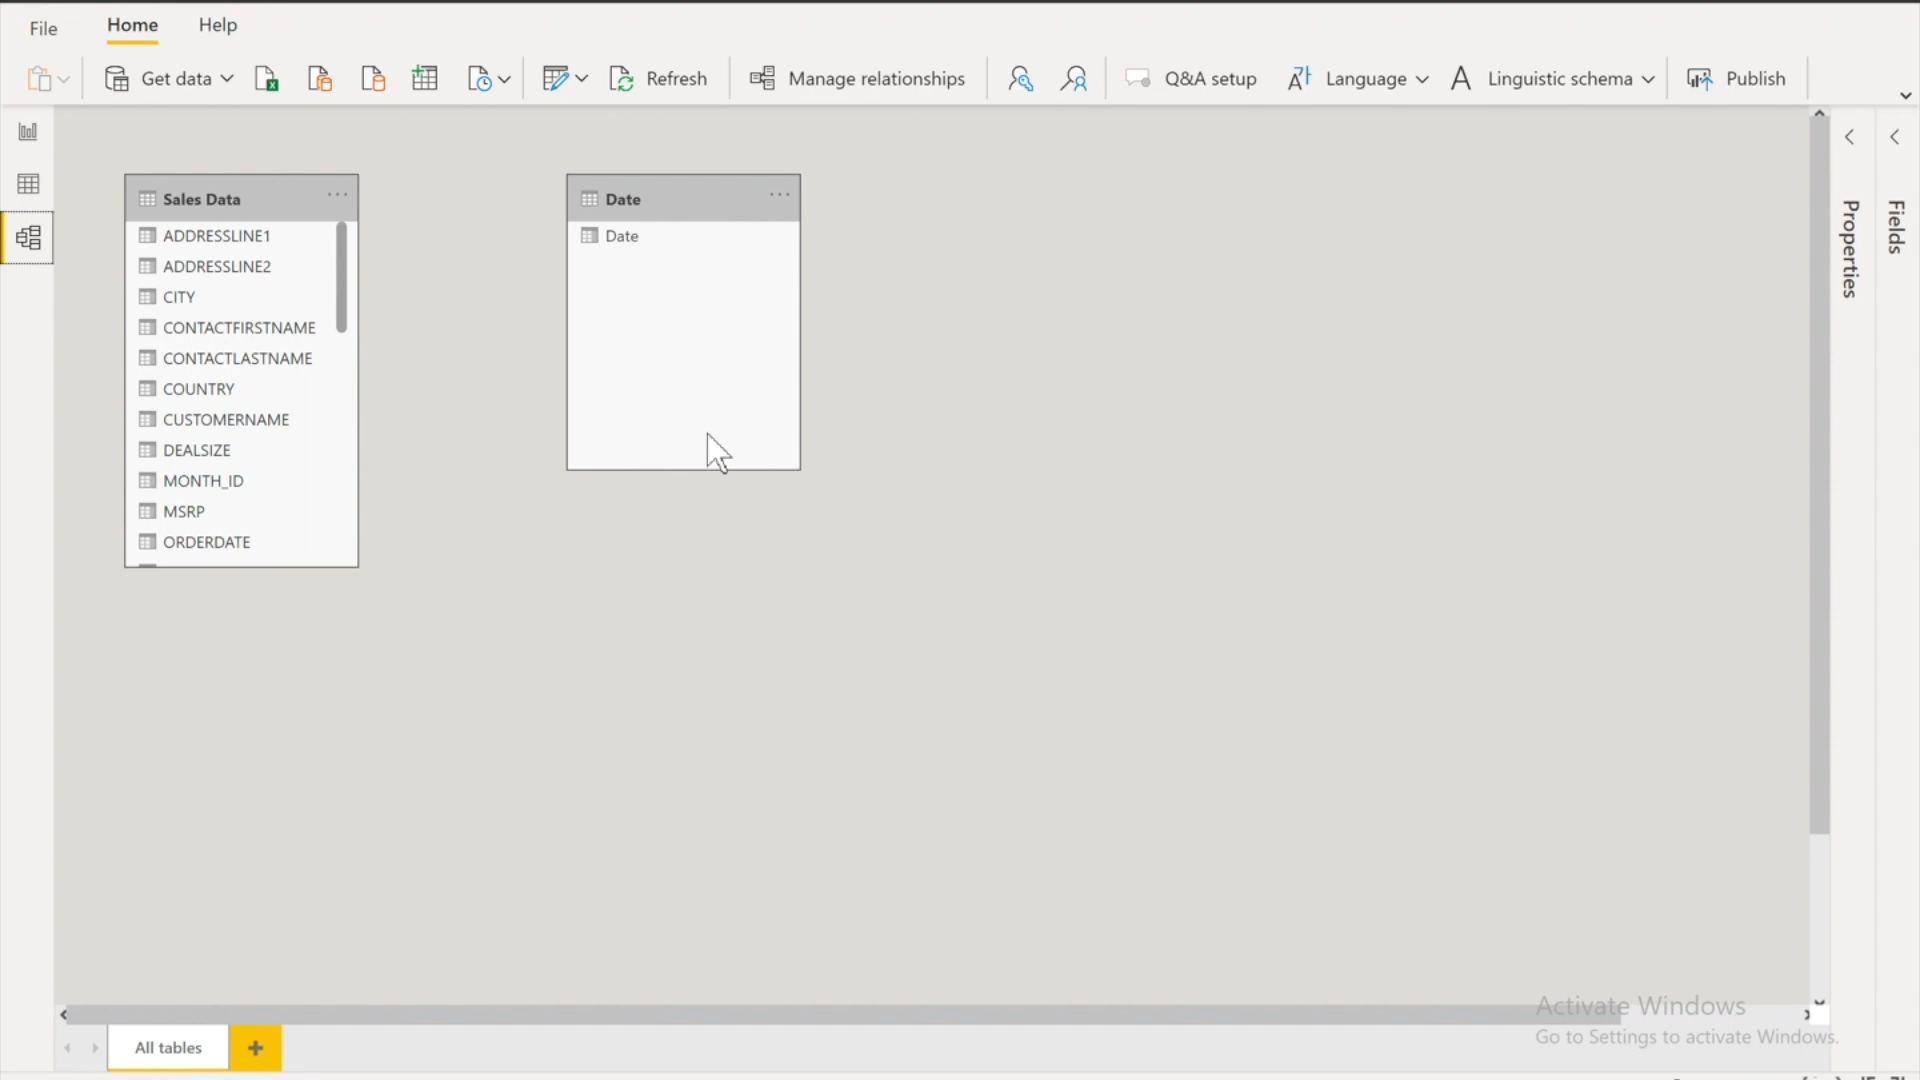 File Home Help
Get data Refresh Manage relationships Q&A setup Language Linguistic schema Publish
Sales Data
ADDRESSLINE1
ADDRESSLINE2
CITY
CONTACTFIRSTNAME
CONTACTLASTNAME
COUNTRY
CUSTOMERNAME
DEALSIZE
MONTH_ID
MSRP
ORDERDATE
Date
Date
Properties
Fields
All tables
Activate Windows
Go to Settings to activate Windows.